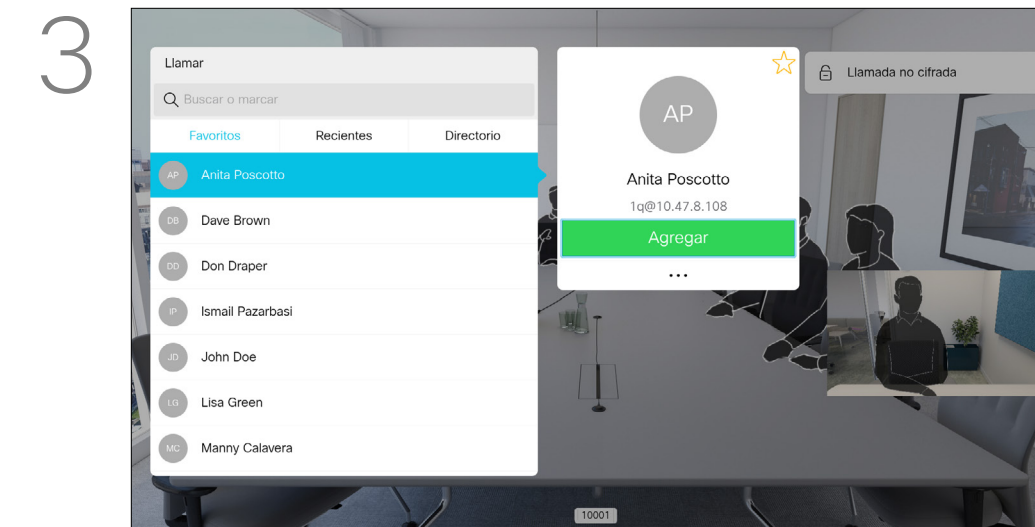 3
Llamar
Buscar o marcar
Favoritos Recientes Directorio
AP Anita Poscotto
DB Dave Brown
DD Don Draper
IP Ismail Pazarbasi
JD John Doe
LG Lisa Green
MC Manny Calavera
AP
Anita Poscotto
1q@10.47.8.108
Agregar
...
Llamada no cifrada
10001